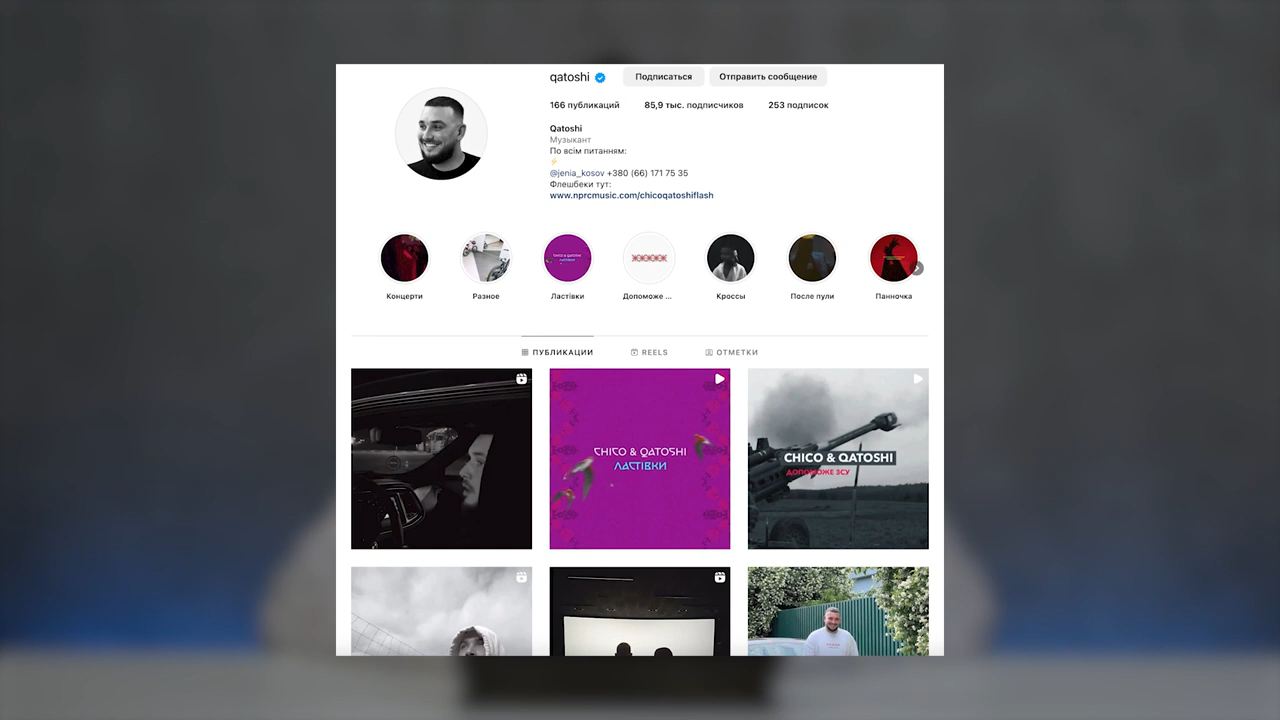 qatoshi
Подписаться
Отправить сообщение
166 публикаций 85,9 тыс. подписчиков 253 подписок
Qatoshi
Музыкант
По всім питанням:
⚡
@jenia_kosov +380 (66) 171 75 35
Флешбеки тут:
www.nprcmusic.com/chicoqatoshiflash
Концерти
Разное
Ластівки
Допоможе ...
Кроссы
После пули
Панночка
ПУБЛИКАЦИИ
REELS
ОТМЕТКИ
CHICO & QATOSHI
ЛАСТІВКИ
CHICO & QATOSHI
ДОПОМОЖЕ ЗСУ